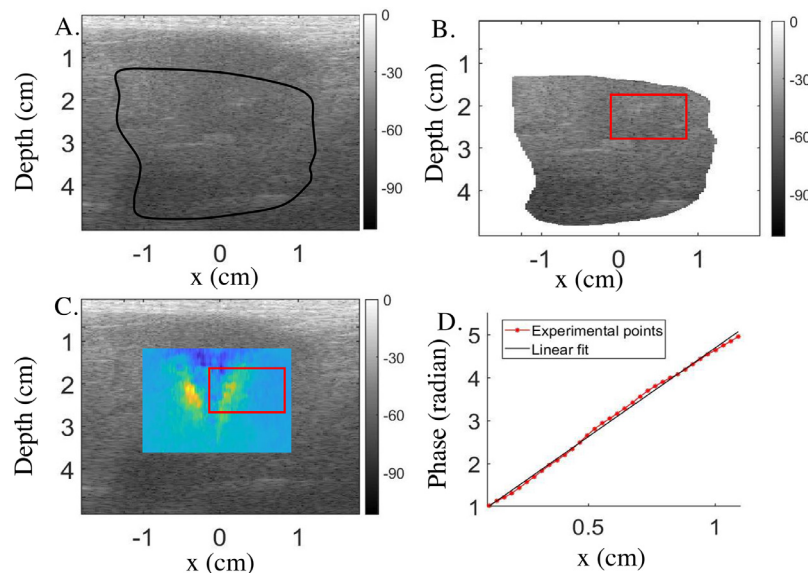 A.
0
-30
-60
-90
1
2
3
4
Depth (cm)
-1
0
1
x (cm)
B.
0
-30
-60
-90
1
2
3
4
Depth (cm)
-1
0
1
x (cm)
C.
0
-30
-60
-90
1
2
3
4
Depth (cm)
-1
0
1
x (cm)
D.
Experimental points
Linear fit
5
4
3
2
1
Phase (radian)
0.5
1
x (cm)